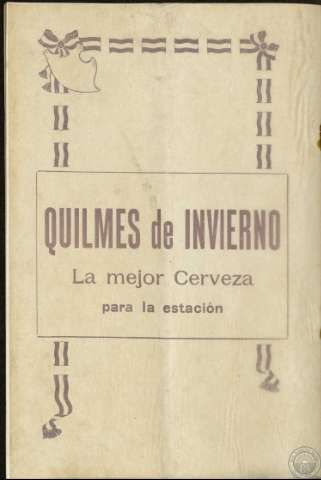 QUILMES de INVIERNO
La mejor Cerveza
para la estación